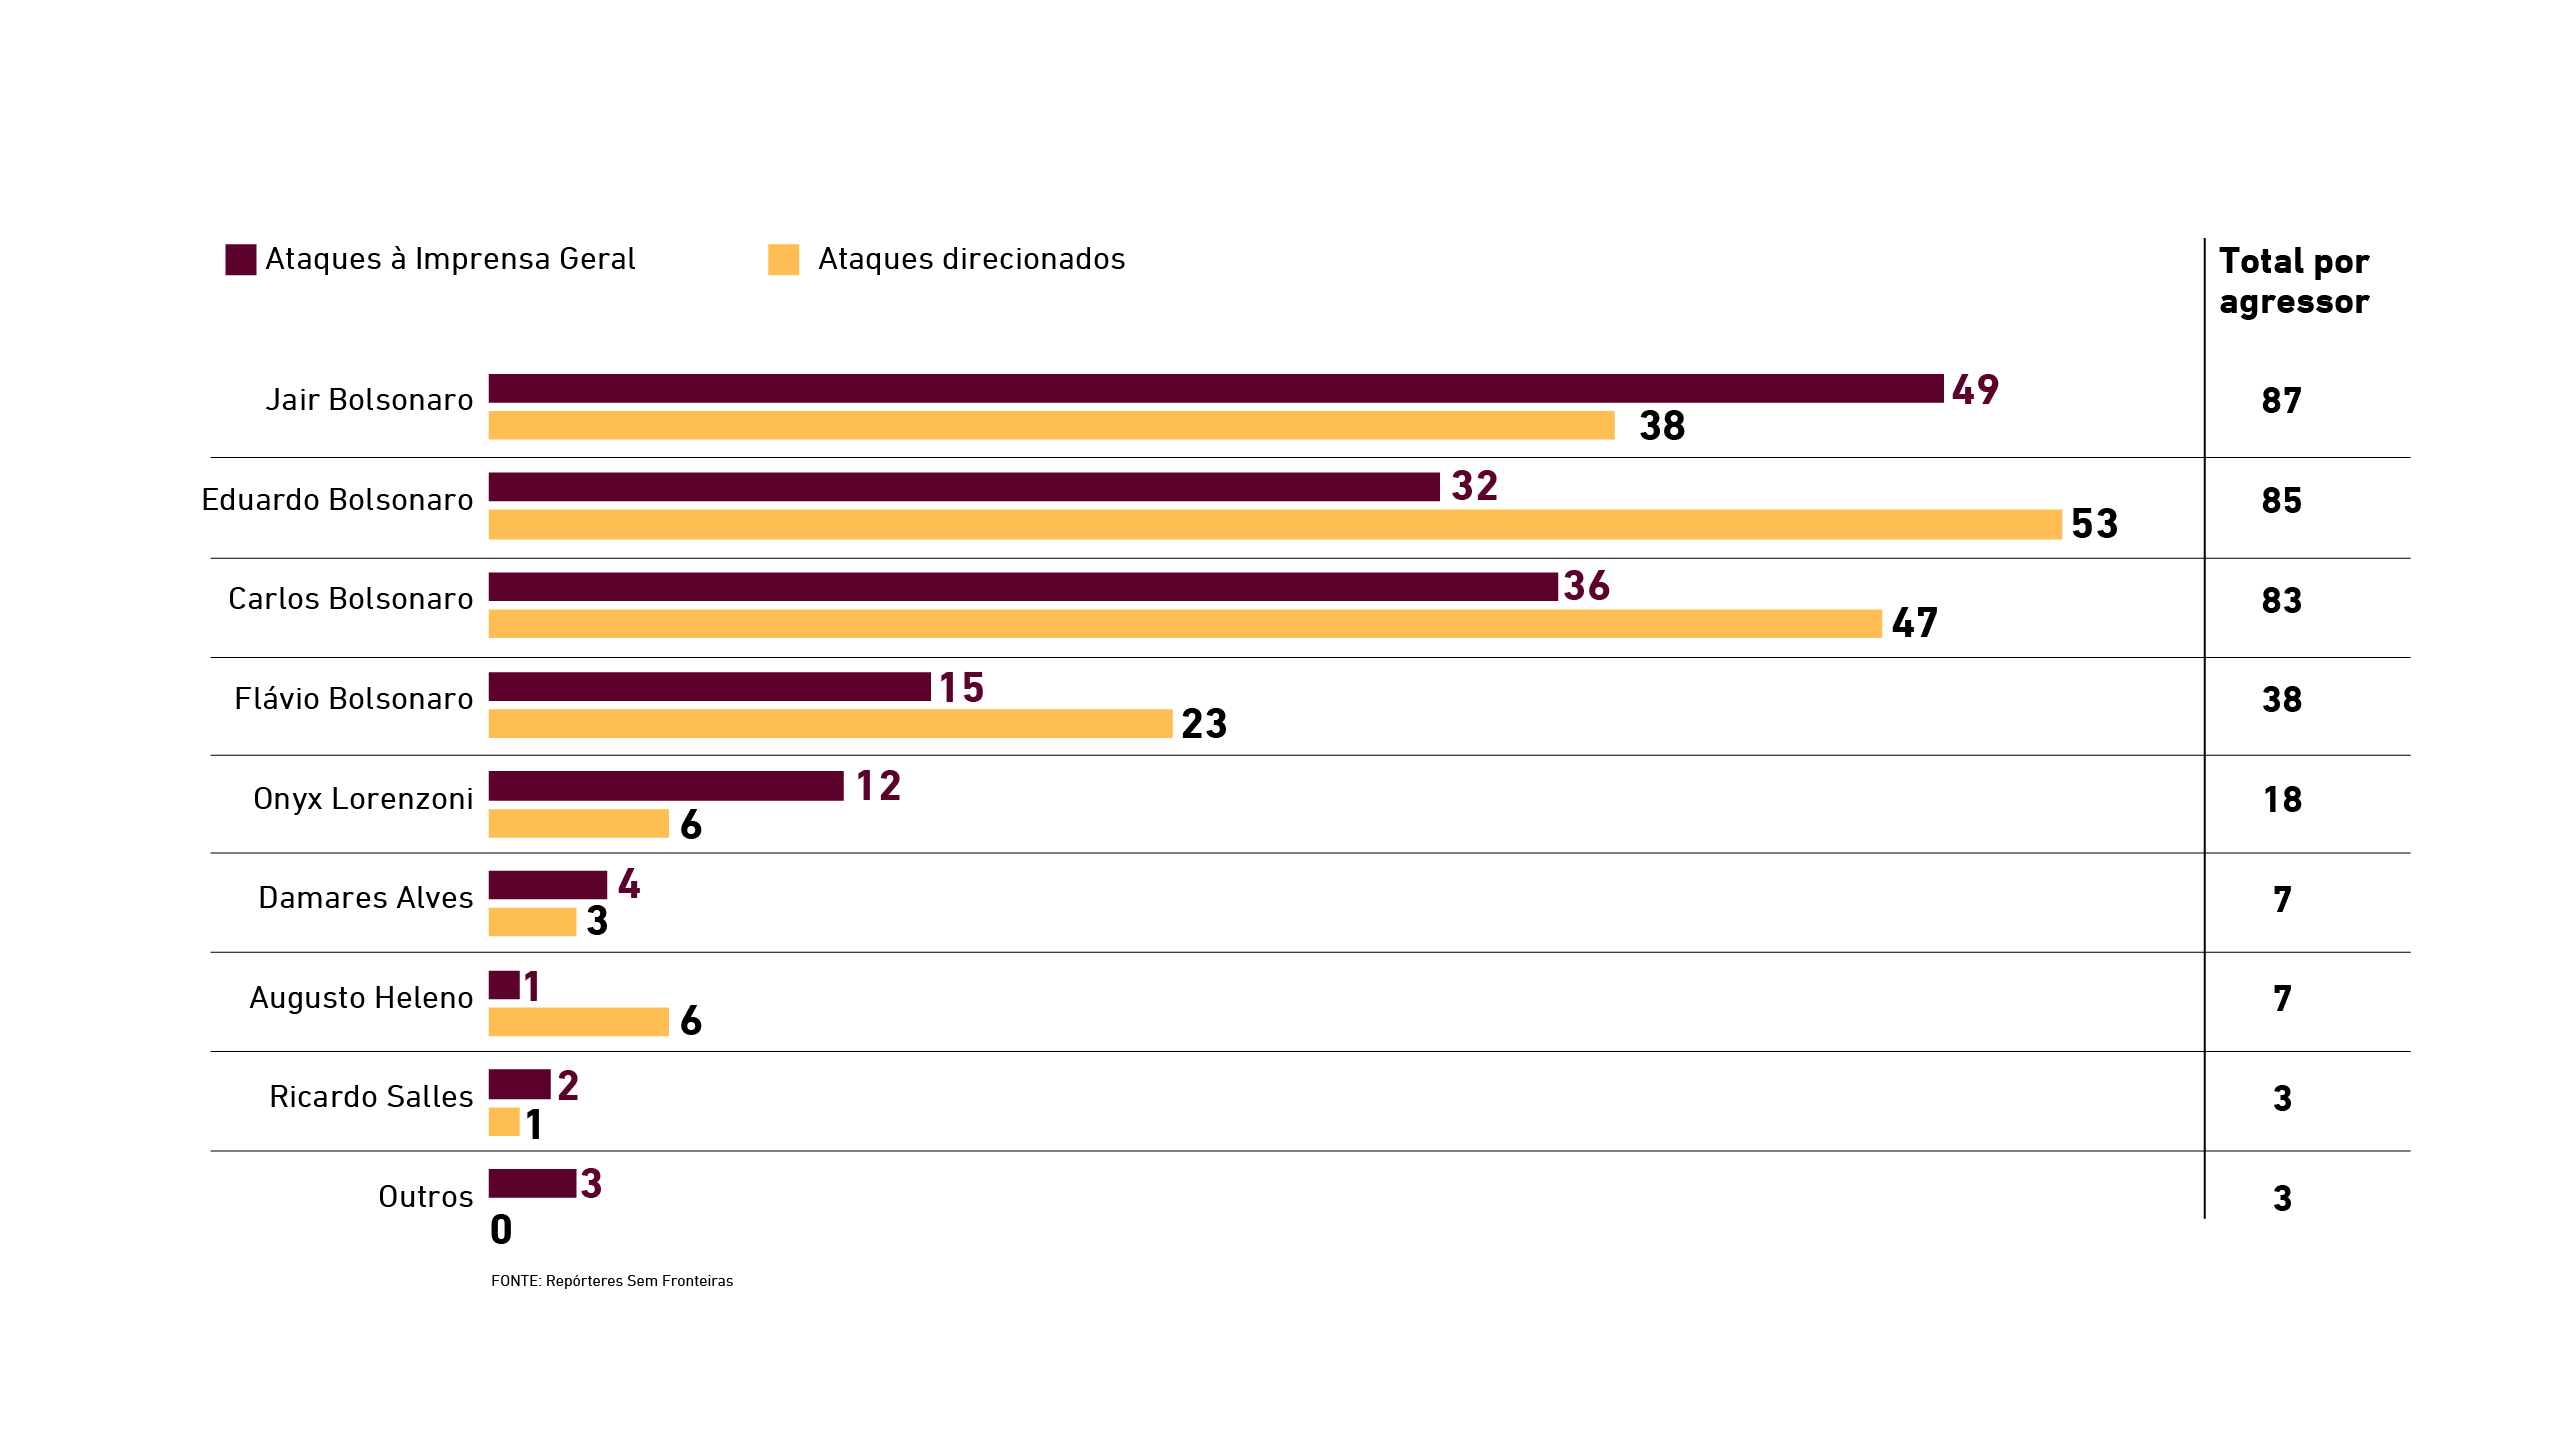 Ataques à Imprensa Geral
Ataques direcionados
Total por
agressor
Jair Bolsonaro
49
38
87
Eduardo Bolsonaro
32
53
85
Carlos Bolsonaro
36
47
83
Flávio Bolsonaro
15
23
38
Onyx Lorenzoni
12
6
18
Damares Alves
4
3
7
Augusto Heleno
1
6
7
Ricardo Salles
2
1
3
Outros
3
0
3
FONTE: Repórteres Sem Fronteiras